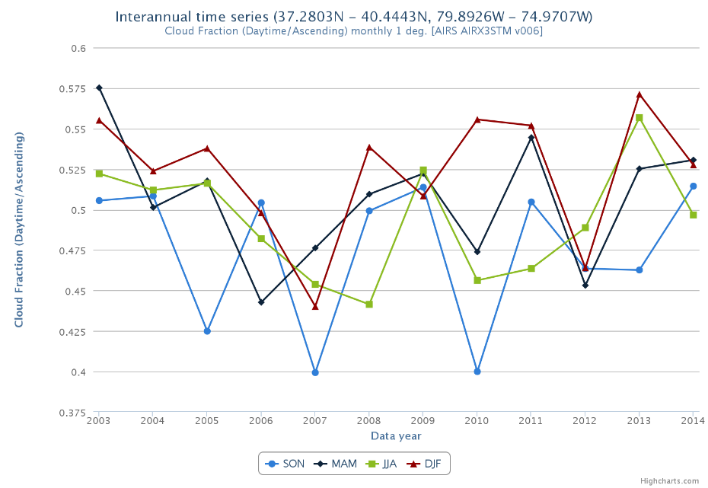 Interannual time series (37.2803N – 40.4443N, 79.8926W – 74.9707W)
Cloud Fraction (Daytime/Ascending) monthly 1 deg. [AIRS AIRX3STM v006]
Cloud Fraction (Daytime/Ascending)
0.6
0.575
0.55
0.525
0.5
0.475
0.45
0.425
0.4
0.375
2003 2004 2005 2006 2007 2008 2009 2010 2011 2012 2013 2014
Data year
SON MAM JJA DJF
Highcharts.com